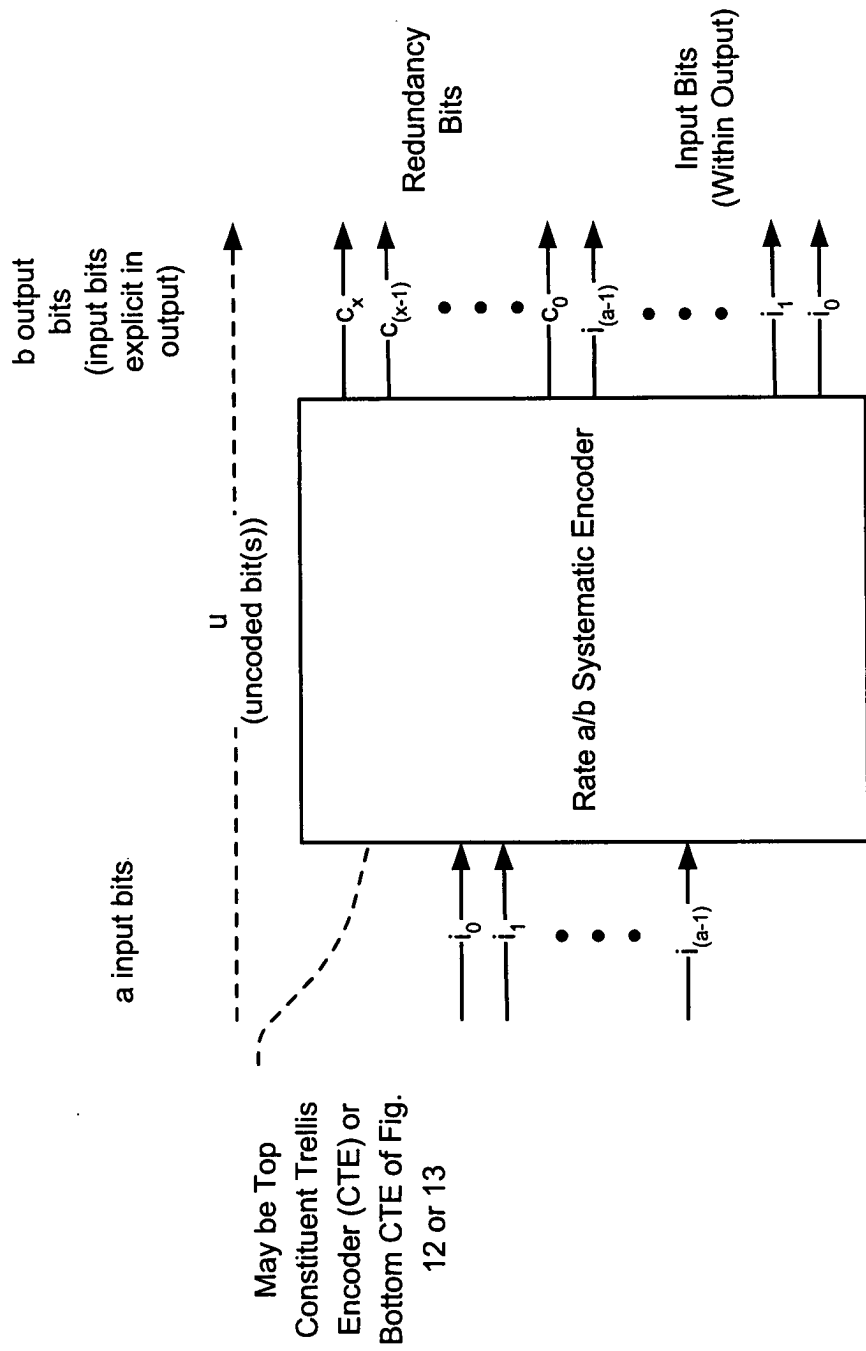 a input bits
b output
bits
(input bits
explicit in
output)
u
(uncoded bit(s))
May be Top
Constituent Trellis
Encoder (CTE) or
Bottom CTE of Fig.
12 or 13
i₀
i₁
i₍ₐ₋₁₎
Rate a/b Systematic Encoder
cₓ
c₍ₓ₋₁₎
c₀
i₍ₐ₋₁₎
i₁
i₀
Redundancy
Bits
Input Bits
(Within Output)